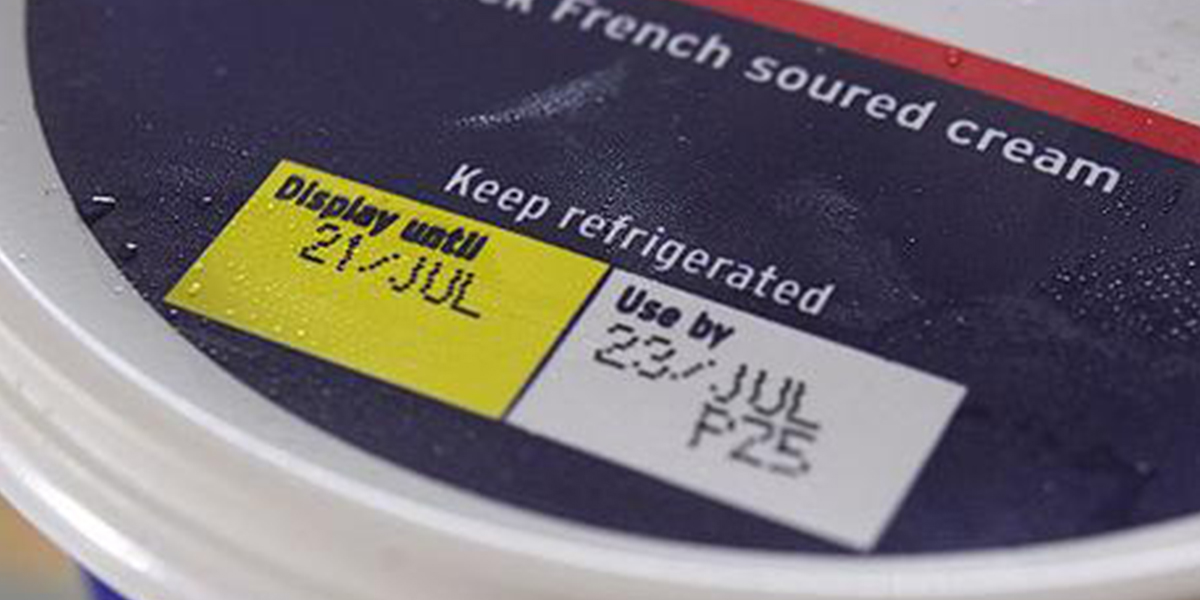 French soured cream
Keep refrigerated
Display until
21/JUL
Use by
23/JUL
P25